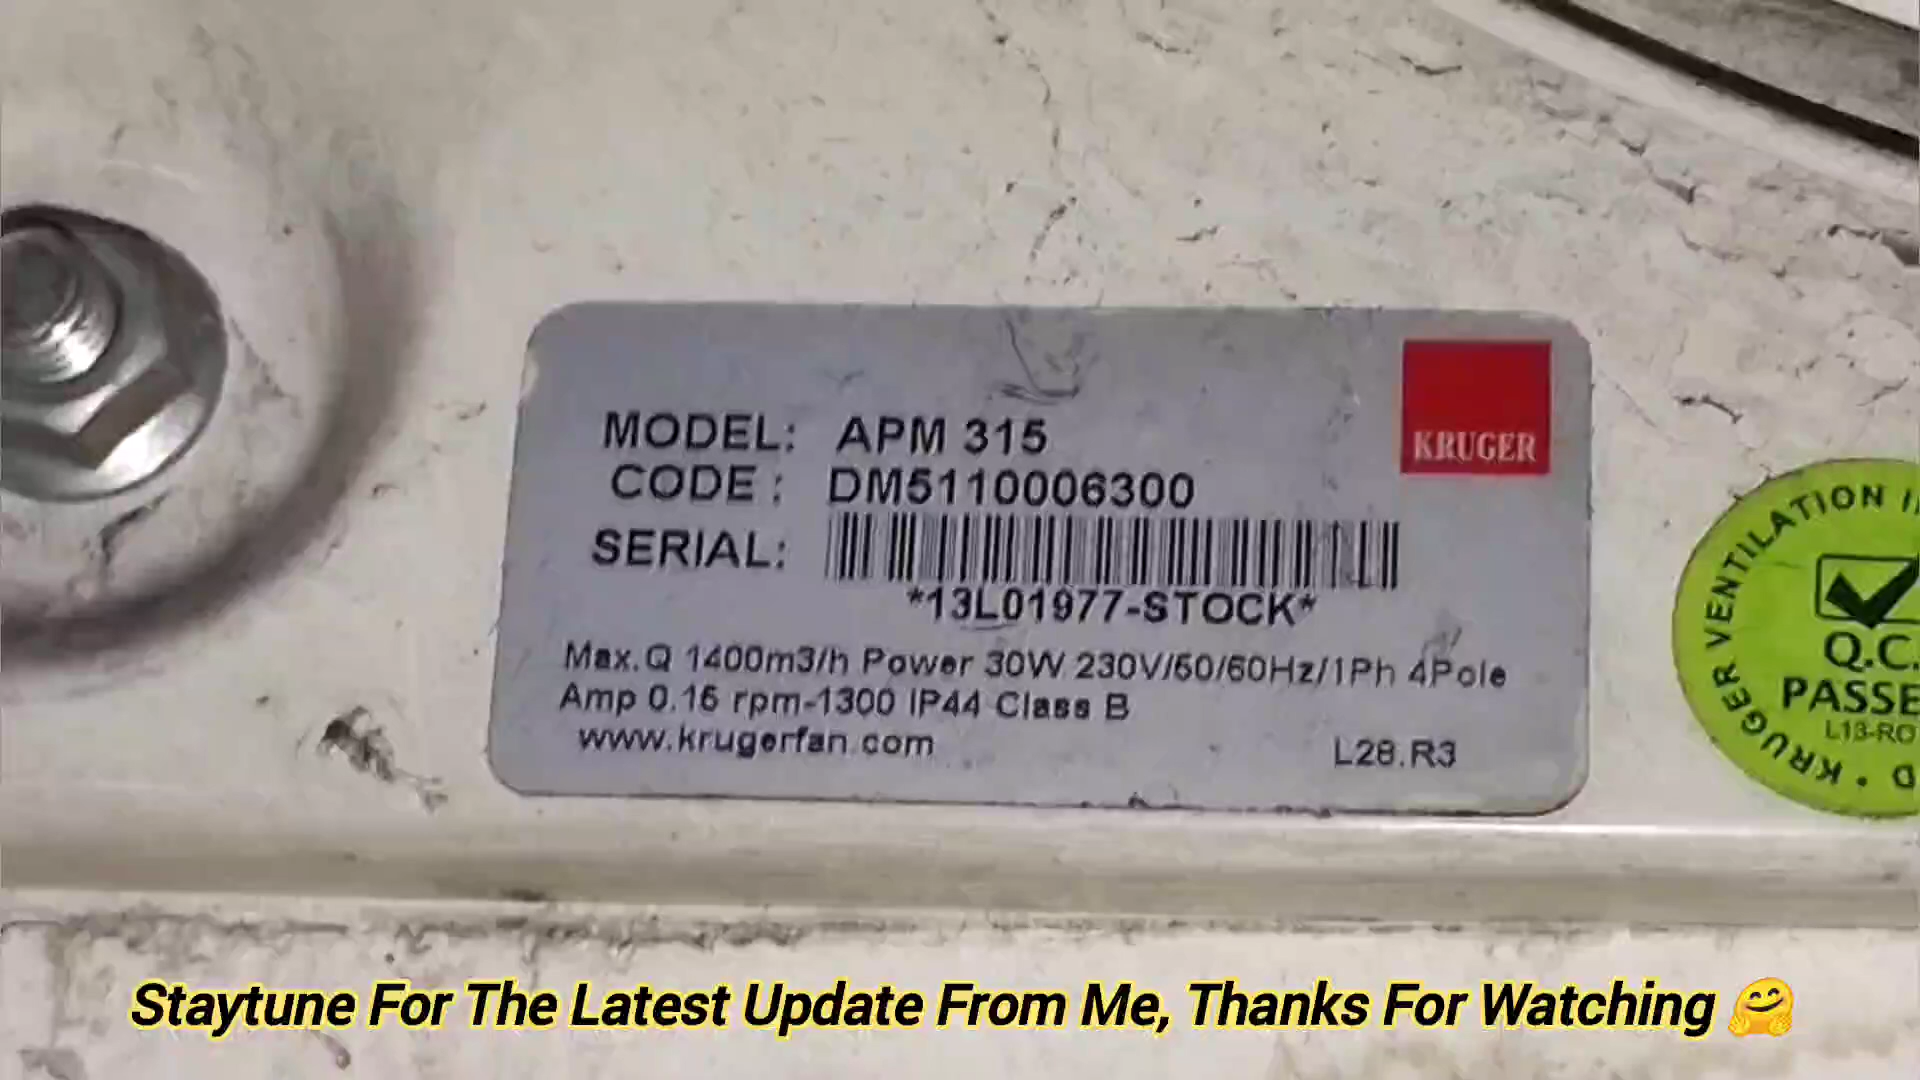 KRUGER
MODEL: APM 315
CODE: DM5110006300
SERIAL:
*13L01977-STOCK*
Max.Q 1400m3/h Power 30W 230V/50/60Hz/1Ph 4Pole
Amp 0.16 rpm-1300 IP44 Class B
www.krugerfan.com
L28.R3
KRUGER VENTILATION
Q.C.
PASSE
L13-RO
Staytune For The Latest Update From Me, Thanks For Watching 🤗